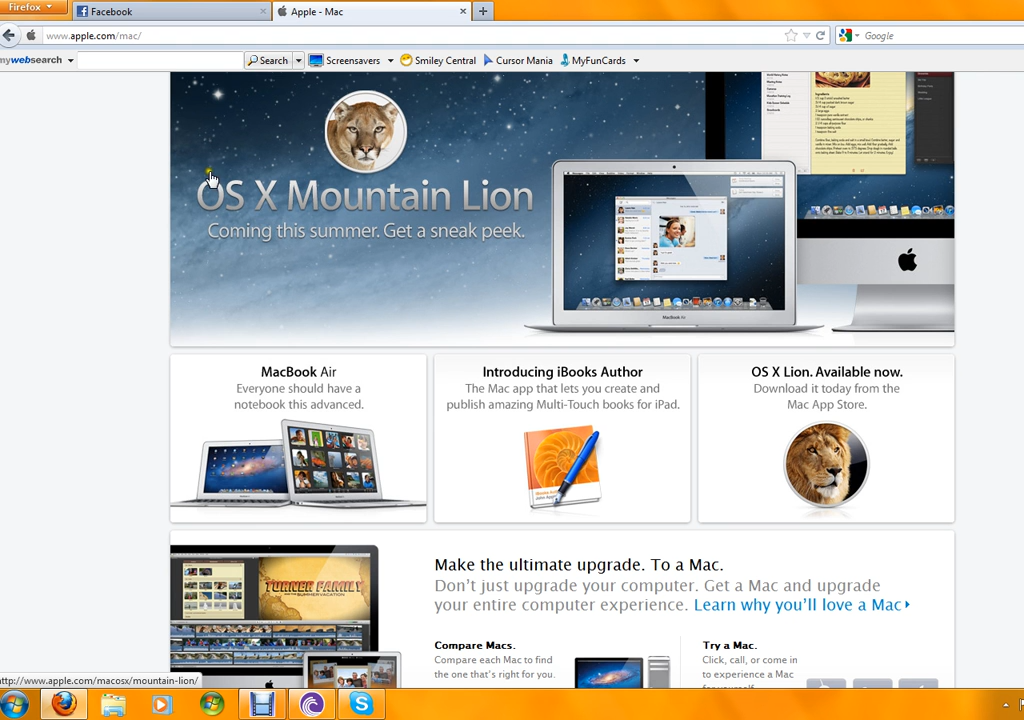 Firefox
Facebook
Apple - Mac
www.apple.com/mac/
Google
mywebsearch
Search
Screensavers
Smiley Central
Cursor Mania
MyFunCards
OS X Mountain Lion
Coming this summer. Get a sneak peek.
MacBook Air
MacBook Air
Everyone should have a
notebook this advanced.
Introducing iBooks Author
The Mac app that lets you create and
publish amazing Multi-Touch books for iPad.
OS X Lion. Available now.
Download it today from the
Mac App Store.
TURNER FAMILY
Make the ultimate upgrade. To a Mac.
Don't just upgrade your computer. Get a Mac and upgrade
your entire computer experience. Learn why you'll love a Mac
Compare Macs.
Compare each Mac to find
the one that's right for you.
Try a Mac.
Click, call, or come in
to experience a Mac
for yourself.
http://www.apple.com/macosx/mountain-lion/